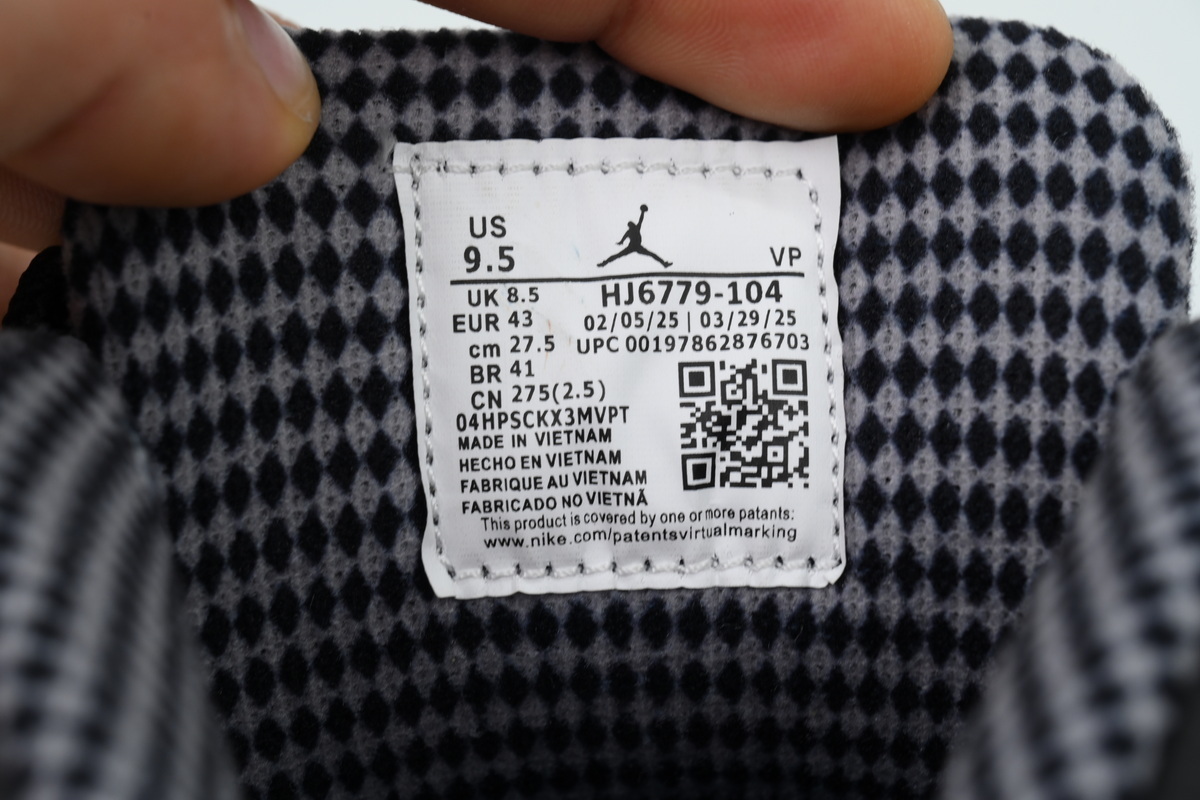 US
9.5
VP
UK 8.5
EUR 43
cm 27.5
BR 41
CN 275(2.5)
HJ6779-104
02/05/25 | 03/29/25
UPC 00197862876703
04HPSCKX3MVPT
MADE IN VIETNAM
HECHO EN VIETNAM
FABRIQUE AU VIETNAM
FABRICADO NO VIETNÃ
This product is covered by one or more patants:
www.nike.com/patentsvirtualmarking